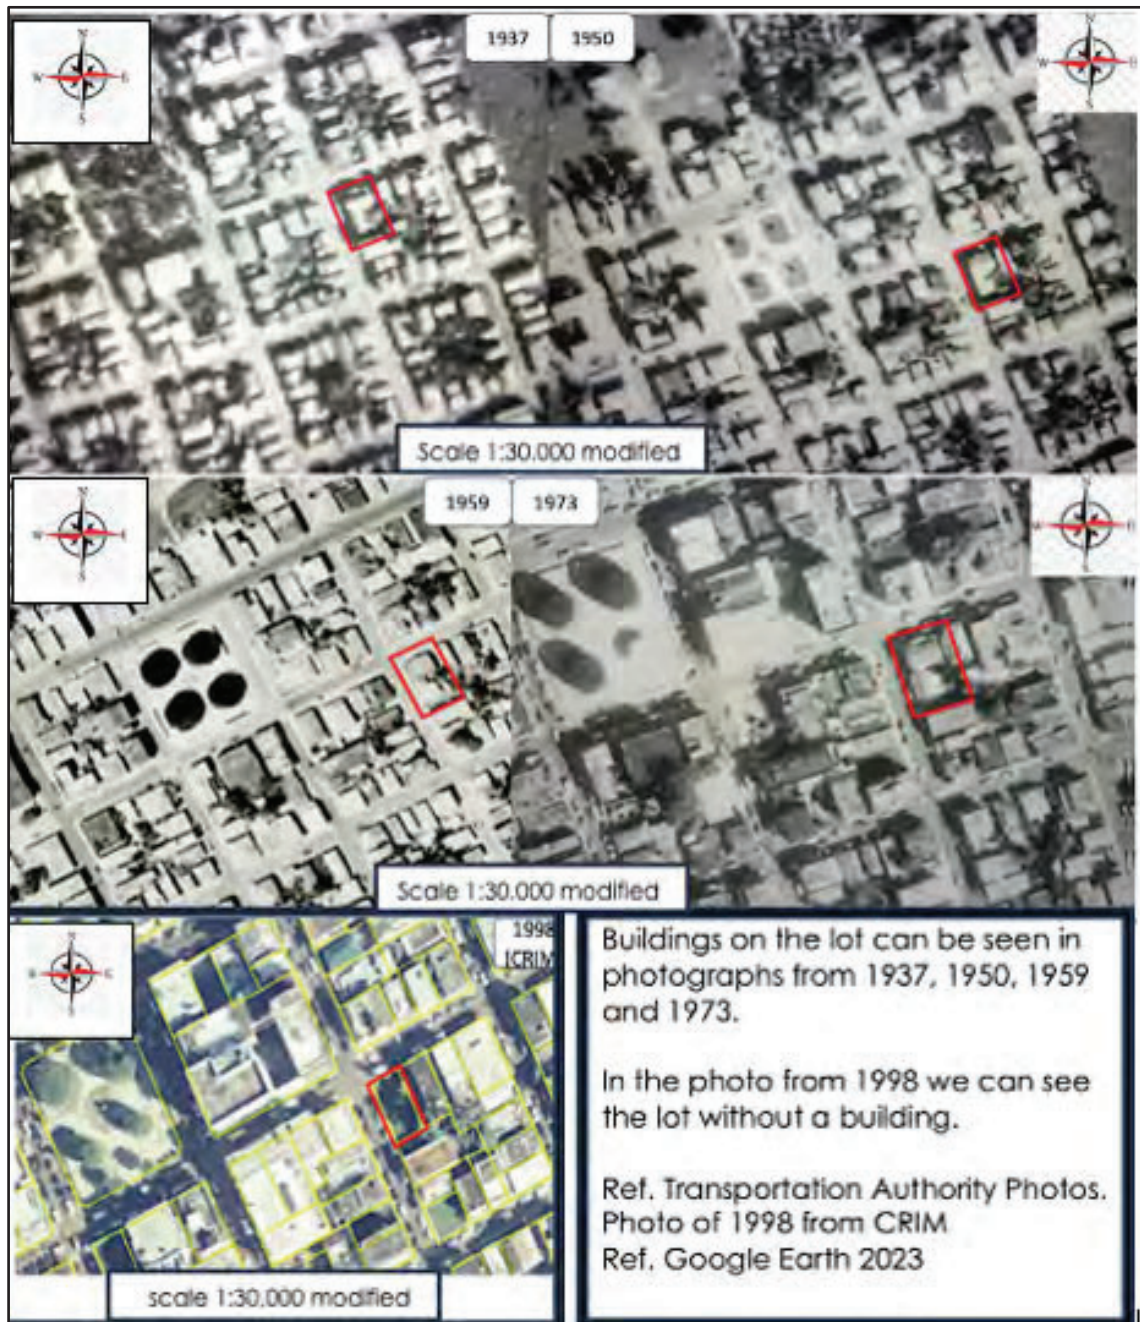 1937
1950
N
W E
S
N
W E
S
Scale 1:30,000 modified
1959
1973
N
W E
S
N
W E
S
Scale 1:30,000 modified
1998
[CRIM
N
W E
S
scale 1:30,000 modified
Buildings on the lot can be seen in
photographs from 1937, 1950, 1959
and 1973.
In the photo from 1998 we can see
the lot without a building.
Ref. Transportation Authority Photos.
Photo of 1998 from CRIM
Ref. Google Earth 2023